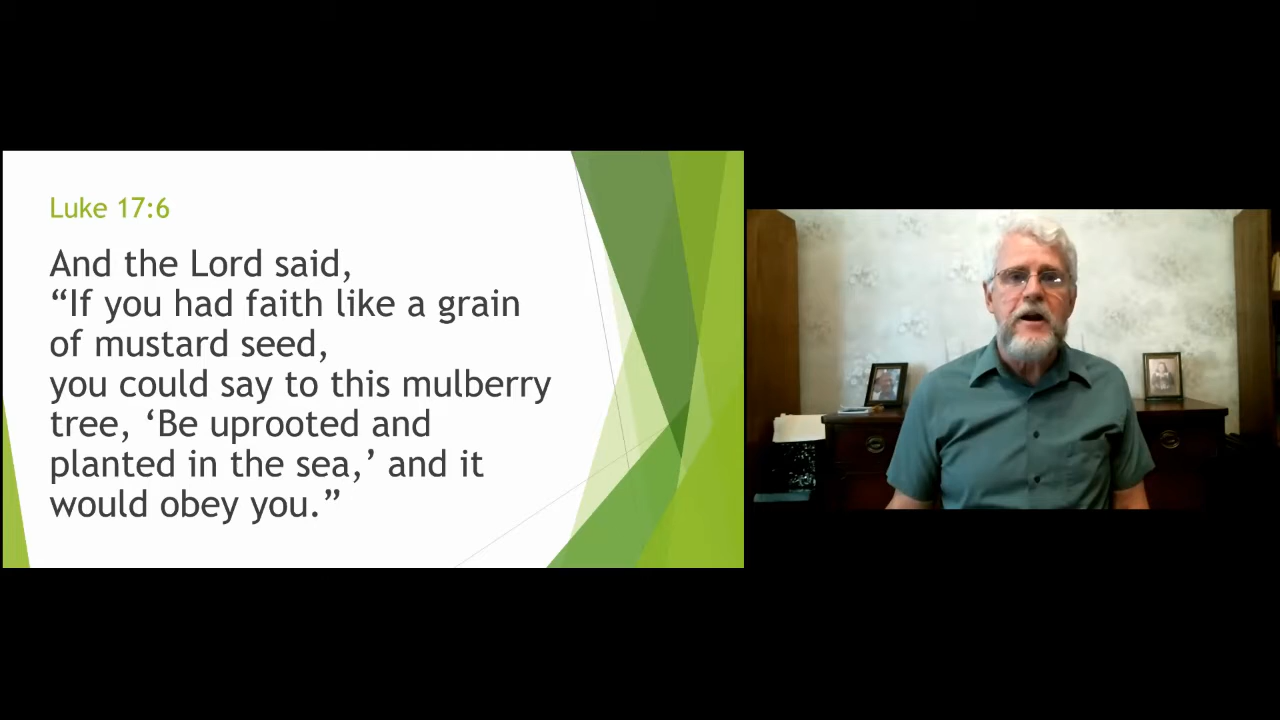 Luke 17:6
And the Lord said,
“If you had faith like a grain
of mustard seed,
you could say to this mulberry
tree, ‘Be uprooted and
planted in the sea,’ and it
would obey you.”